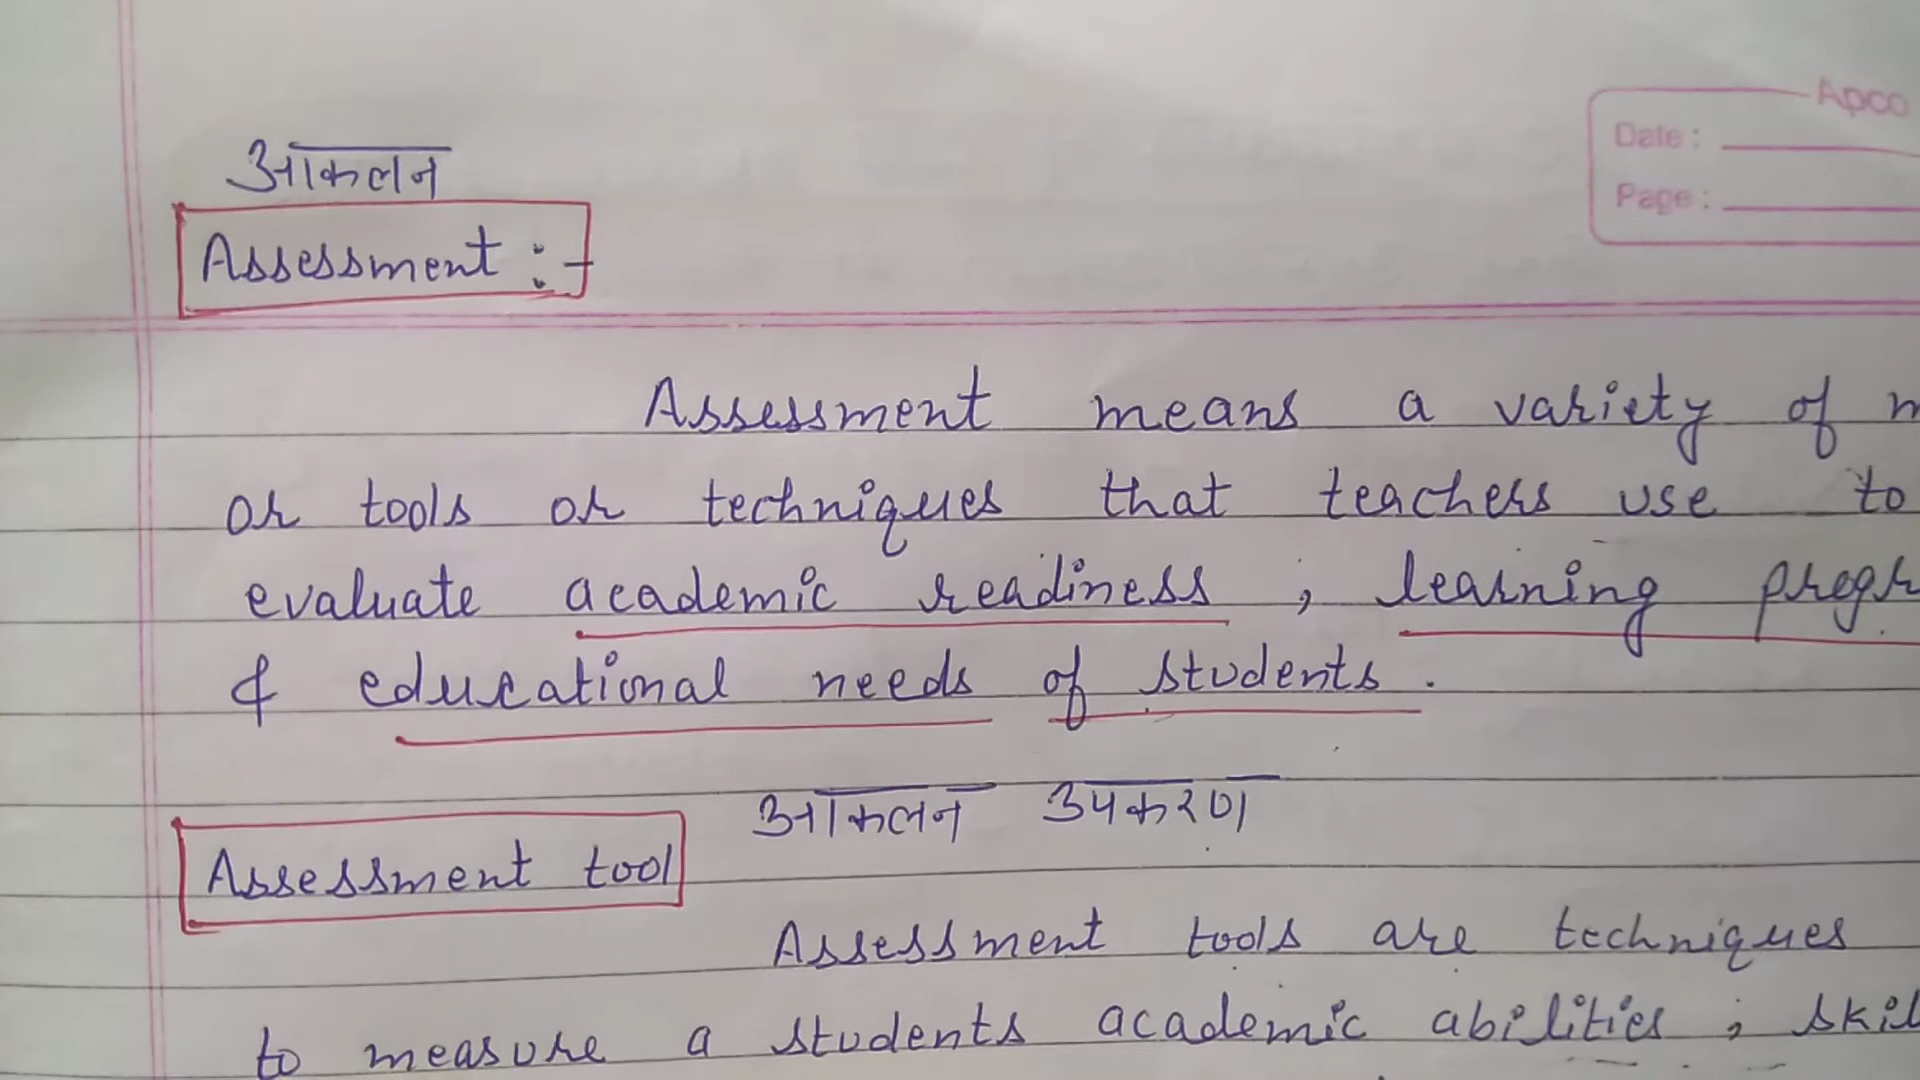 Apco
Date :
Page :
आकलन
Assessment :-
Assessment means a variety of
or tools or techniques that teachers use to
evaluate academic readiness , learning
& educational needs of students .
आकलन उपकरण
Assessment tool
Assessment tools are techniques
to measure a students academic abilities ,